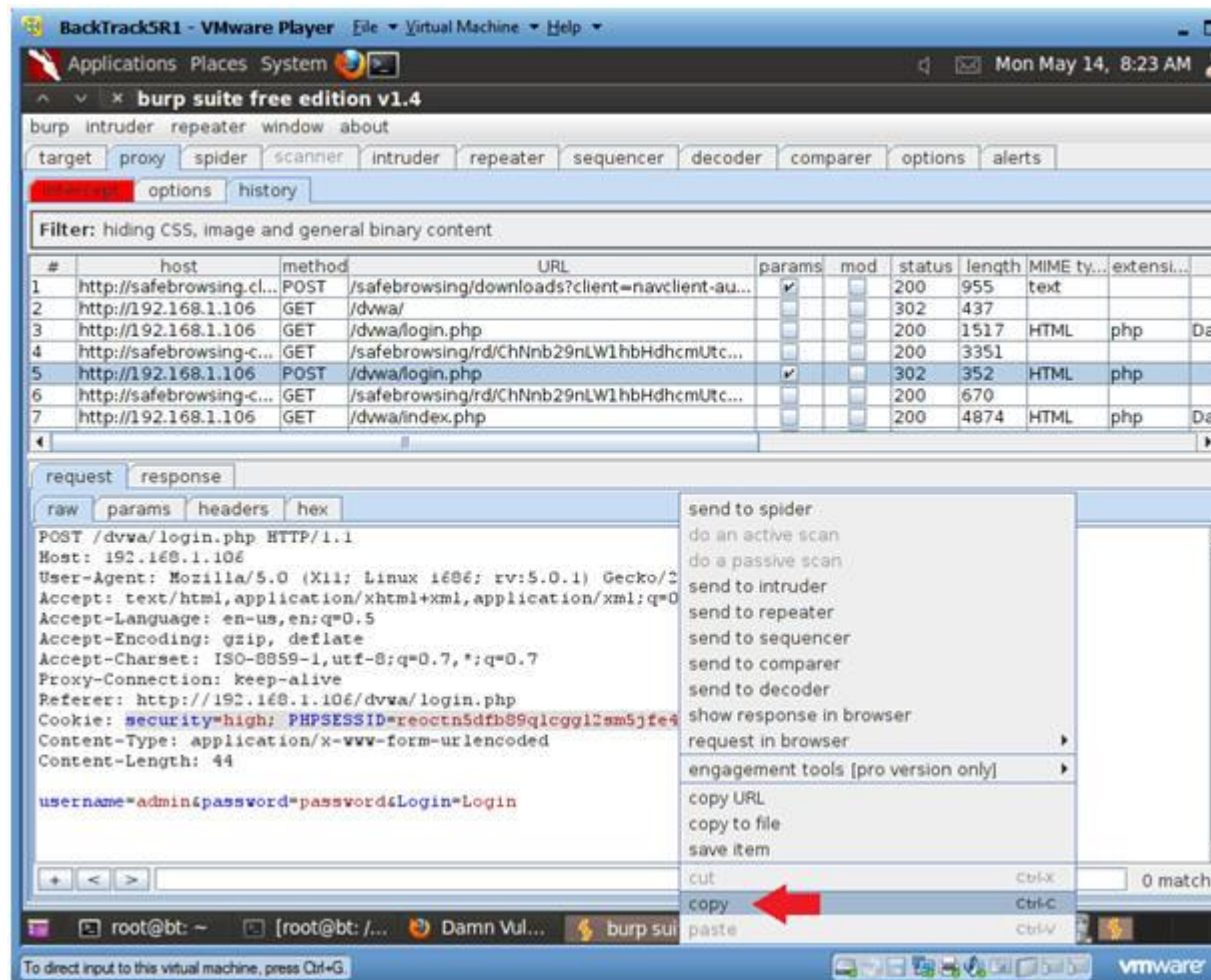 BackTrack5R1 - VMware Player File Virtual Machine Help
Applications Places System Mon May 14, 8:23 AM
burp suite free edition v1.4
burp intruder repeater window about
target proxy spider scanner intruder repeater sequencer decoder comparer options alerts
intercept options history
Filter: hiding CSS, image and general binary content
# host method URL params mod status length MIME ty... extensi...
1 http://safebrowsing.cl... POST /safebrowsing/downloads?client=navclient-au... 200 955 text
2 http://192.168.1.106 GET /dvwa/ 302 437
3 http://192.168.1.106 GET /dvwa/login.php 200 1517 HTML php Da
4 http://safebrowsing-c... GET /safebrowsing/rd/ChNnb29nLW1hbHdhcmUtc... 200 3351
5 http://192.168.1.106 POST /dvwa/login.php 302 352 HTML php
6 http://safebrowsing-c... GET /safebrowsing/rd/ChNnb29nLW1hbHdhcmUtc... 200 670
7 http://192.168.1.106 GET /dvwa/index.php 200 4874 HTML php Da
request response
raw params headers hex
POST /dvwa/login.php HTTP/1.1
Host: 192.168.1.106
User-Agent: Mozilla/5.0 (X11; Linux i686; rv:5.0.1) Gecko/2
Accept: text/html,application/xhtml+xml,application/xml;q=0
Accept-Language: en-us,en;q=0.5
Accept-Encoding: gzip, deflate
Accept-Charset: ISO-8859-1,utf-8;q=0.7,*;q=0.7
Proxy-Connection: keep-alive
Referer: http://192.168.1.106/dvwa/login.php
Cookie: security=high; PHPSESSID=reoctn5dfb89qlcggl2sm5jfe4
Content-Type: application/x-www-form-urlencoded
Content-Length: 44
username=admin&password=password&Login=Login
send to spider
do an active scan
do a passive scan
send to intruder
send to repeater
send to sequencer
send to comparer
send to decoder
show response in browser
request in browser
engagement tools [pro version only]
copy URL
copy to file
save item
cut Ctrl-X
copy Ctrl-C
paste Ctrl-V
+ < > 0 match
root@bt: ~ [root@bt: /... Damn Vul... burp sui
To direct input to this virtual machine, press Ctrl+G. vmware